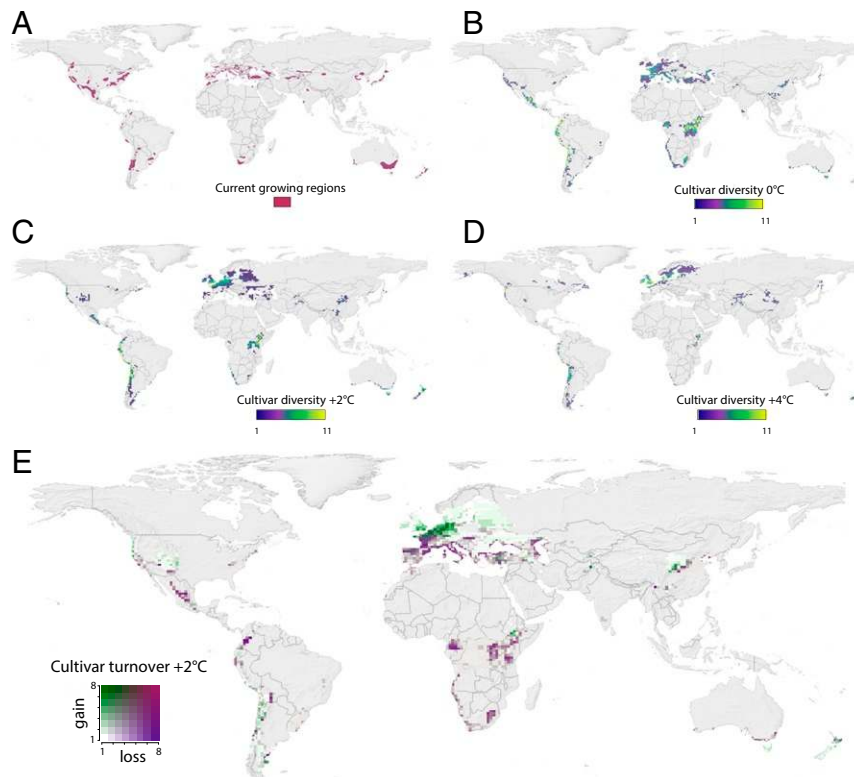 A
B
Current growing regions
Cultivar diversity 0°C
1 11
C
D
Cultivar diversity +2°C
1 11
Cultivar diversity +4°C
1 11
E
Cultivar turnover +2°C
8
gain
1
1 8
loss